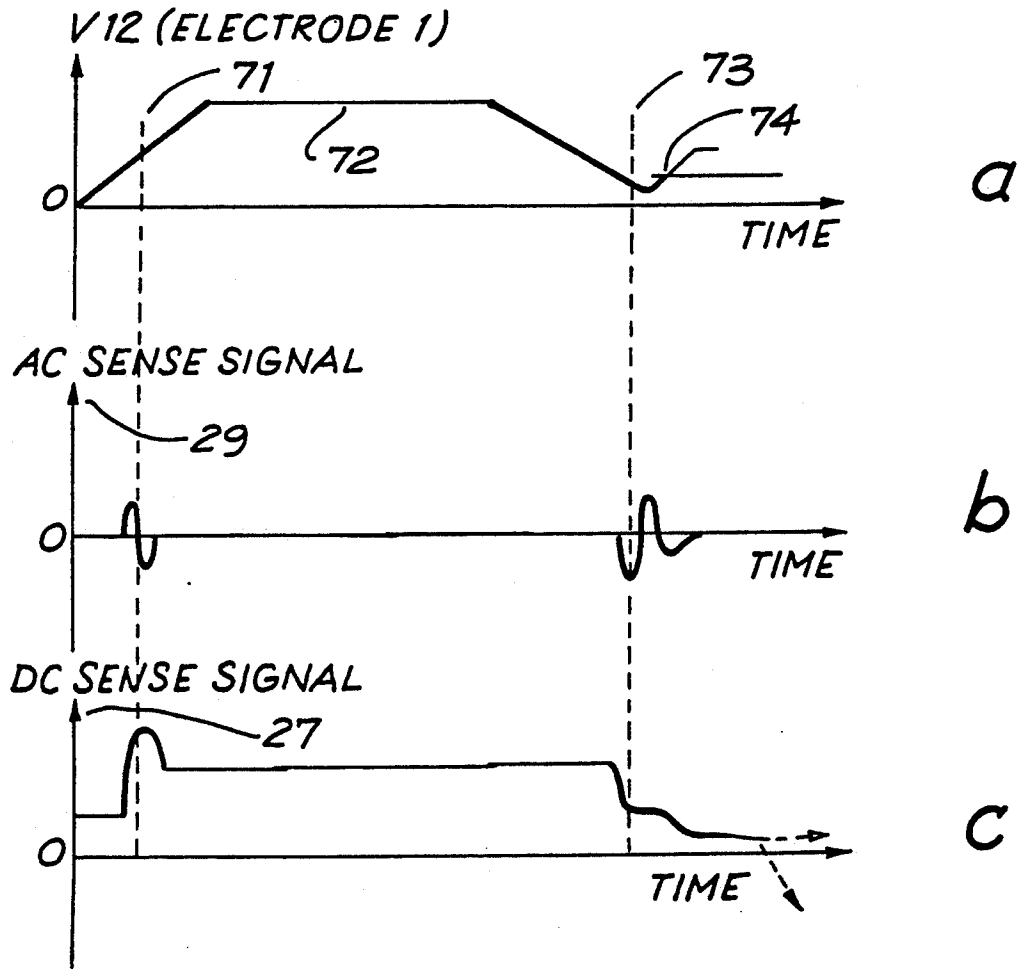 V12 (ELECTRODE 1)
71
73
74
72
0
TIME
a
AC SENSE SIGNAL
29
0
TIME
b
DC SENSE SIGNAL
27
0
TIME
c